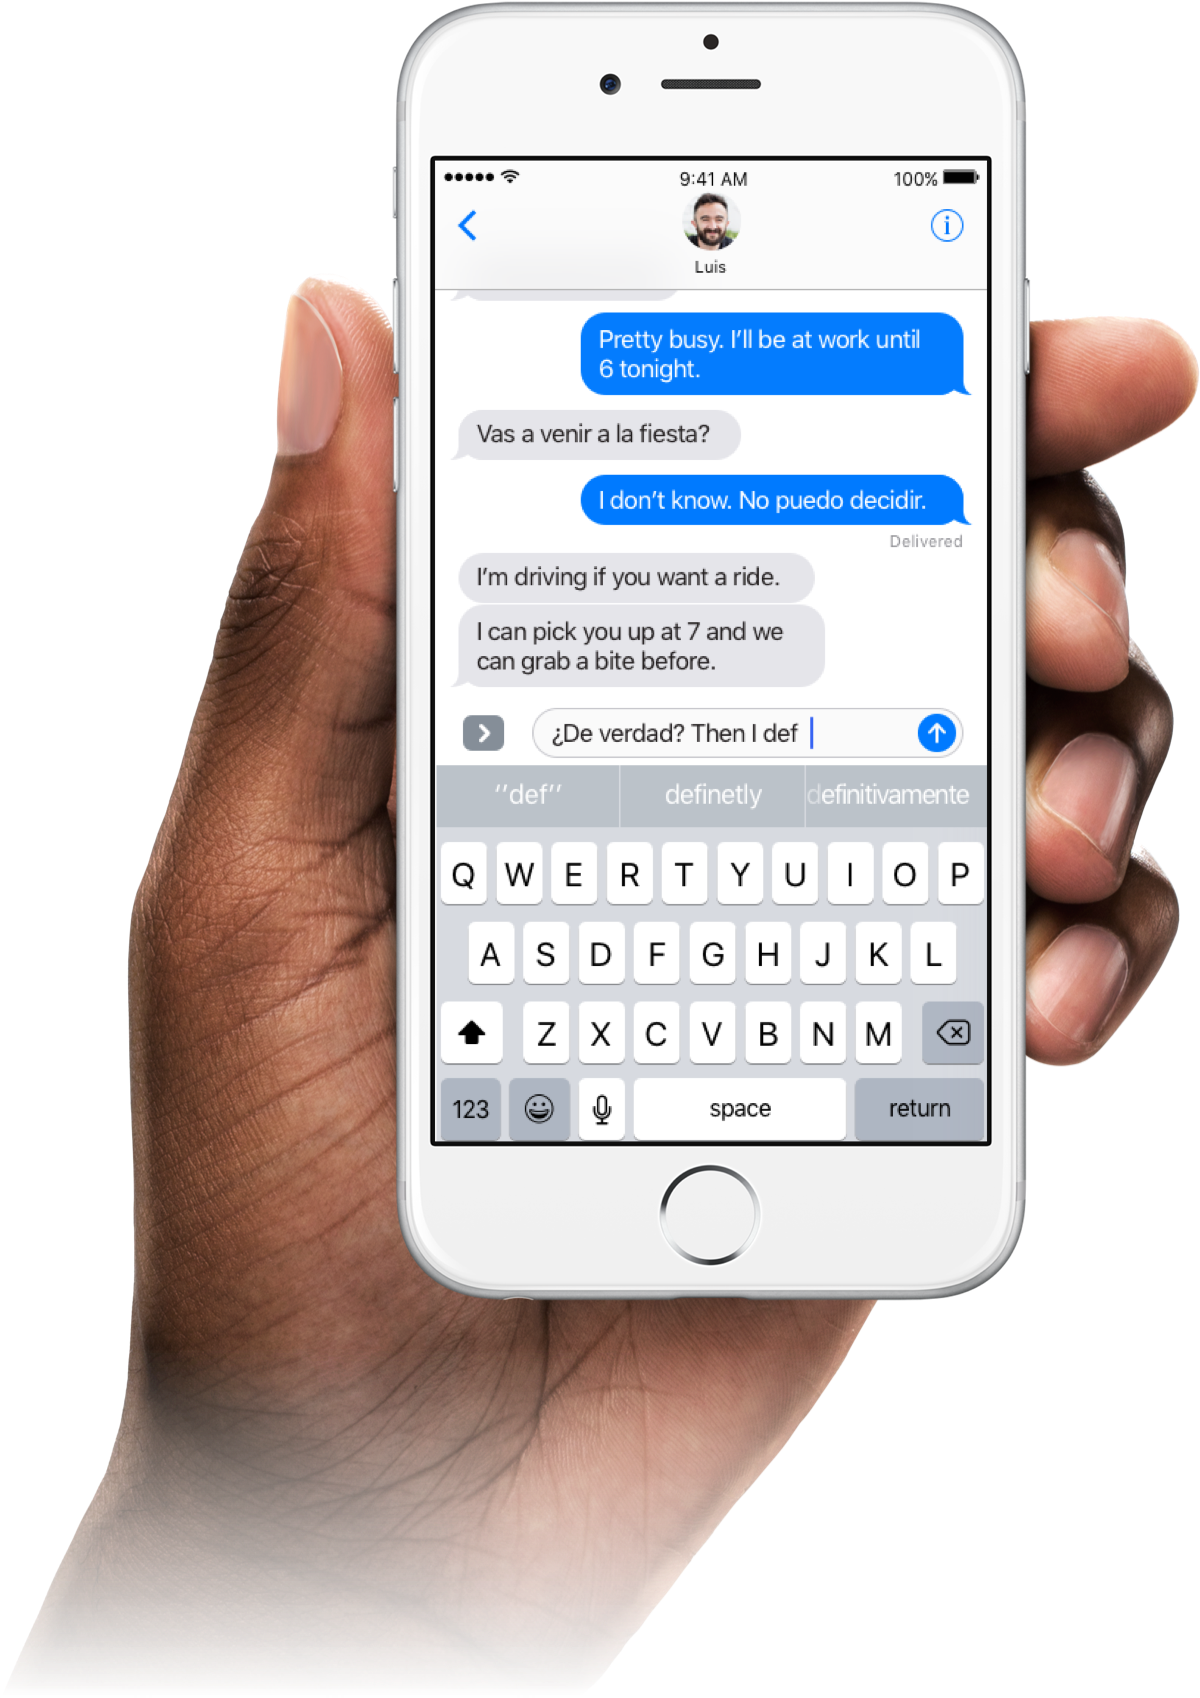 9:41 AM
100%
Luis
Pretty busy. I'll be at work until
6 tonight.
Vas a venir a la fiesta?
I don't know. No puedo decidir.
Delivered
I'm driving if you want a ride.
I can pick you up at 7 and we
can grab a bite before.
¿De verdad? Then I def
"def"
definetly
definitivamente
Q W E R T Y U I O P
A S D F G H J K L
Z X C V B N M
123
space
return